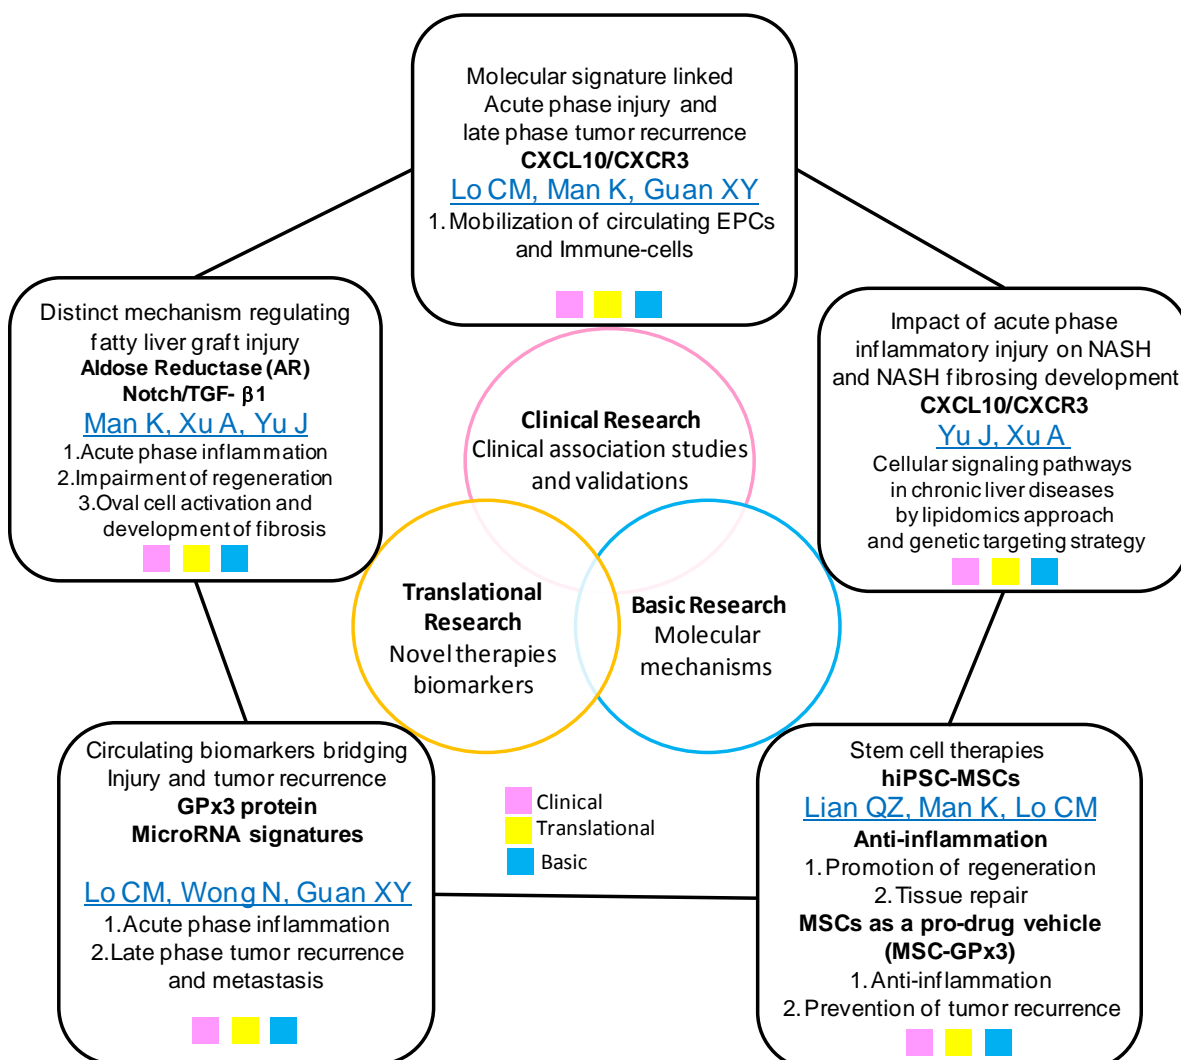 Molecular signature linked
Acute phase injury and
late phase tumor recurrence
CXCL10/CXCR3
Lo CM, Man K, Guan XY
1.Mobilization of circulating EPCs
and Immune-cells
Distinct mechanism regulating
fatty liver graft injury
Aldose Reductase (AR)
Notch/TGF- β1
Man K, Xu A, Yu J
1.Acute phase inflammation
2.Impairment of regeneration
3.Oval cell activation and
development of fibrosis
Impact of acute phase
inflammatory injury on NASH
and NASH fibrosing development
CXCL10/CXCR3
Yu J, Xu A
Cellular signaling pathways
in chronic liver diseases
by lipidomics approach
and genetic targeting strategy
Clinical Research
Clinical association studies
and validations
Translational
Research
Novel therapies
biomarkers
Basic Research
Molecular
mechanisms
Circulating biomarkers bridging
Injury and tumor recurrence
GPx3 protein
MicroRNA signatures
Lo CM, Wong N, Guan XY
1.Acute phase inflammation
2.Late phase tumor recurrence
and metastasis
Clinical
Translational
Basic
Stem cell therapies
hiPSC-MSCs
Lian QZ, Man K, Lo CM
Anti-inflammation
1.Promotion of regeneration
2.Tissue repair
MSCs as a pro-drug vehicle
(MSC-GPx3)
1.Anti-inflammation
2.Prevention of tumor recurrence